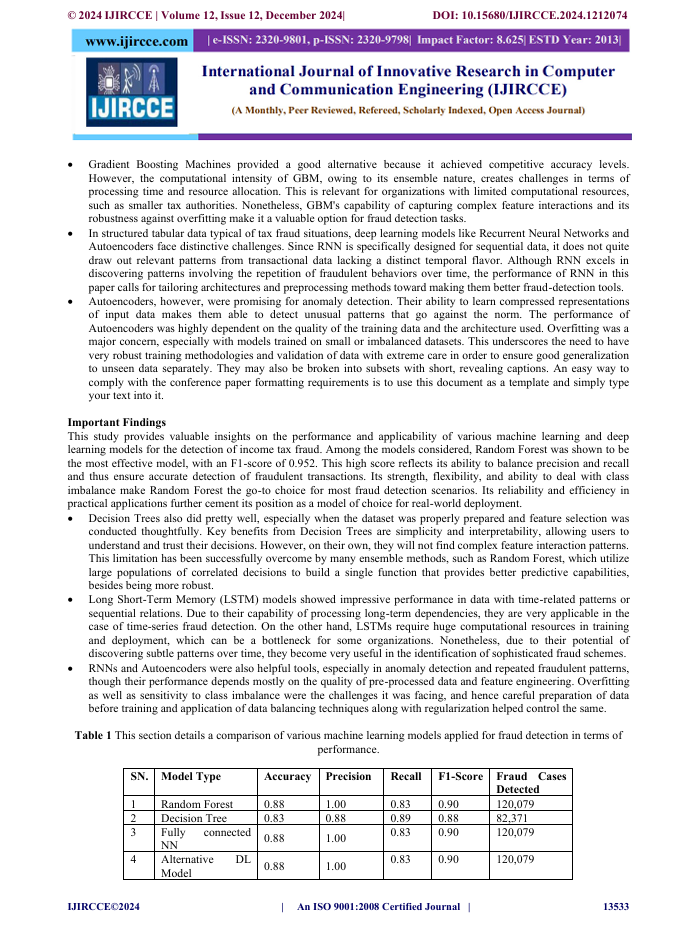 © 2024 IJIRCCE | Volume 12, Issue 12, December 2024| DOI: 10.15680/IJIRCCE.2024.1212074
www.ijircce.com | e-ISSN: 2320-9801, p-ISSN: 2320-9798| Impact Factor: 8.625| ESTD Year: 2013|
IJIRCCE
International Journal of Innovative Research in Computer
and Communication Engineering (IJIRCCE)
(A Monthly, Peer Reviewed, Refereed, Scholarly Indexed, Open Access Journal)
• Gradient Boosting Machines provided a good alternative because it achieved competitive accuracy levels.
However, the computational intensity of GBM, owing to its ensemble nature, creates challenges in terms of
processing time and resource allocation. This is relevant for organizations with limited computational resources,
such as smaller tax authorities. Nonetheless, GBM's capability of capturing complex feature interactions and its
robustness against overfitting make it a valuable option for fraud detection tasks.
• In structured tabular data typical of tax fraud situations, deep learning models like Recurrent Neural Networks and
Autoencoders face distinctive challenges. Since RNN is specifically designed for sequential data, it does not quite
draw out relevant patterns from transactional data lacking a distinct temporal flavor. Although RNN excels in
discovering patterns involving the repetition of fraudulent behaviors over time, the performance of RNN in this
paper calls for tailoring architectures and preprocessing methods toward making them better fraud-detection tools.
• Autoencoders, however, were promising for anomaly detection. Their ability to learn compressed representations
of input data makes them able to detect unusual patterns that go against the norm. The performance of
Autoencoders was highly dependent on the quality of the training data and the architecture used. Overfitting was a
major concern, especially with models trained on small or imbalanced datasets. This underscores the need to have
very robust training methodologies and validation of data with extreme care in order to ensure good generalization
to unseen data separately. They may also be broken into subsets with short, revealing captions. An easy way to
comply with the conference paper formatting requirements is to use this document as a template and simply type
your text into it.
Important Findings
This study provides valuable insights on the performance and applicability of various machine learning and deep
learning models for the detection of income tax fraud. Among the models considered, Random Forest was shown to be
the most effective model, with an F1-score of 0.952. This high score reflects its ability to balance precision and recall
and thus ensure accurate detection of fraudulent transactions. Its strength, flexibility, and ability to deal with class
imbalance make Random Forest the go-to choice for most fraud detection scenarios. Its reliability and efficiency in
practical applications further cement its position as a model of choice for real-world deployment.
• Decision Trees also did pretty well, especially when the dataset was properly prepared and feature selection was
conducted thoughtfully. Key benefits from Decision Trees are simplicity and interpretability, allowing users to
understand and trust their decisions. However, on their own, they will not find complex feature interaction patterns.
This limitation has been successfully overcome by many ensemble methods, such as Random Forest, which utilize
large populations of correlated decisions to build a single function that provides better predictive capabilities,
besides being more robust.
• Long Short-Term Memory (LSTM) models showed impressive performance in data with time-related patterns or
sequential relations. Due to their capability of processing long-term dependencies, they are very applicable in the
case of time-series fraud detection. On the other hand, LSTMs require huge computational resources in training
and deployment, which can be a bottleneck for some organizations. Nonetheless, due to their potential of
discovering subtle patterns over time, they become very useful in the identification of sophisticated fraud schemes.
• RNNs and Autoencoders were also helpful tools, especially in anomaly detection and repeated fraudulent patterns,
though their performance depends mostly on the quality of pre-processed data and feature engineering. Overfitting
as well as sensitivity to class imbalance were the challenges it was facing, and hence careful preparation of data
before training and application of data balancing techniques along with regularization helped control the same.
Table 1 This section details a comparison of various machine learning models applied for fraud detection in terms of
performance.
SN. Model Type Accuracy Precision Recall F1-Score Fraud Cases
Detected
1 Random Forest 0.88 1.00 0.83 0.90 120,079
2 Decision Tree 0.83 0.88 0.89 0.88 82,371
3 Fully connected 0.88 1.00 0.83 0.90 120,079
NN
4 Alternative DL 0.88 1.00 0.83 0.90 120,079
Model
IJIRCCE©2024 | An ISO 9001:2008 Certified Journal | 13533